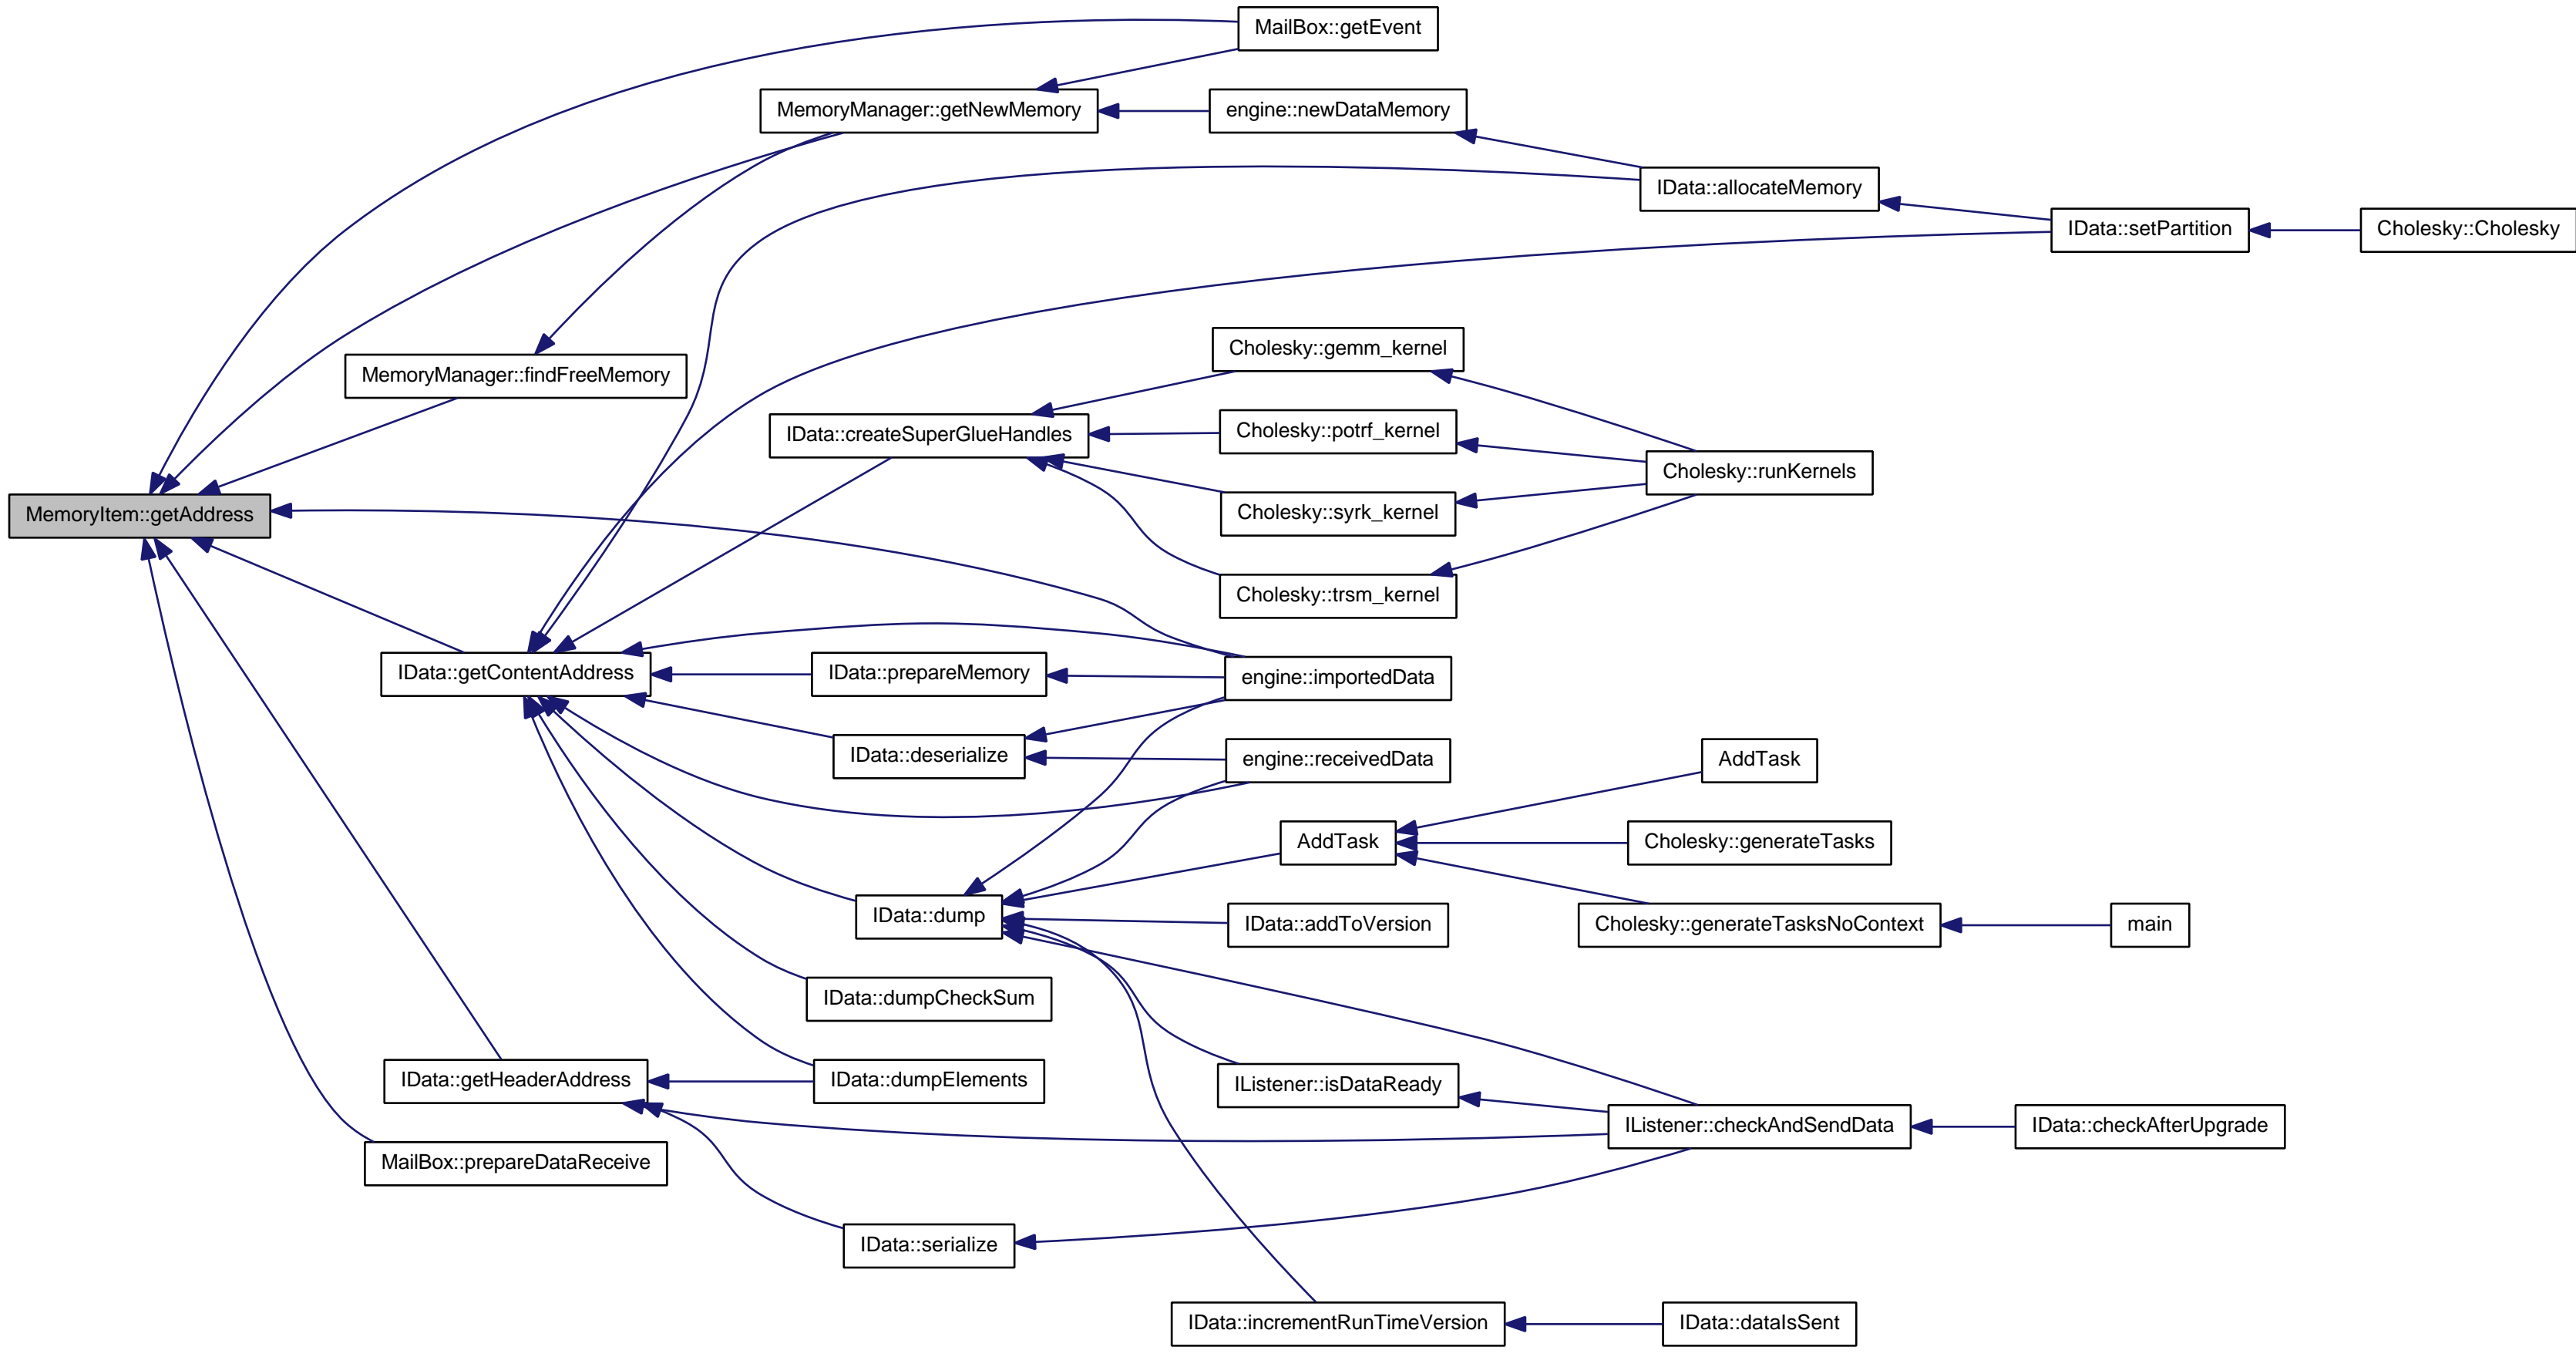 MailBox::getEvent
MemoryManager::getNewMemory
engine::newDataMemory
IData::allocateMemory
IData::setPartition
Cholesky::Cholesky
MemoryManager::findFreeMemory
Cholesky::gemm_kernel
IData::createSuperGlueHandles
Cholesky::potrf_kernel
Cholesky::runKernels
MemoryItem::getAddress
Cholesky::syrk_kernel
Cholesky::trsm_kernel
IData::getContentAddress
IData::prepareMemory
engine::importedData
IData::deserialize
engine::receivedData
AddTask
AddTask
Cholesky::generateTasks
IData::dump
IData::addToVersion
Cholesky::generateTasksNoContext
main
IData::dumpCheckSum
IData::getHeaderAddress
IData::dumpElements
IListener::isDataReady
IListener::checkAndSendData
IData::checkAfterUpgrade
MailBox::prepareDataReceive
IData::serialize
IData::incrementRunTimeVersion
IData::dataIsSent